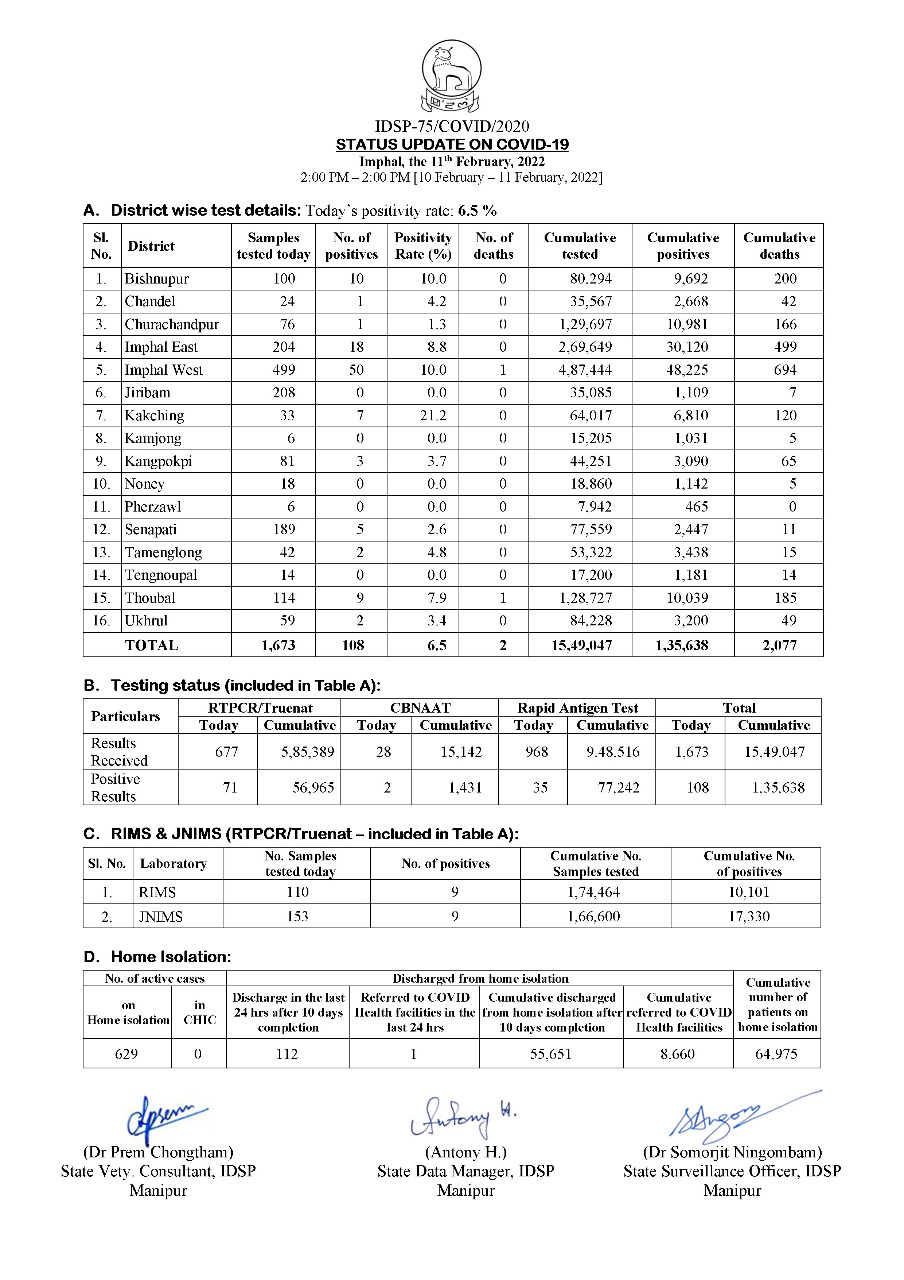 IDSP-75/COVID/2020
STATUS UPDATE ON COVID-19
Imphal, the 11th February, 2022
2:00 PM – 2:00 PM [10 February – 11 February, 2022]
A. District wise test details: Today's positivity rate: 6.5 %
Sl. No. District Samples tested today No. of positives Positivity Rate (%) No. of deaths Cumulative tested Cumulative positives Cumulative deaths
1. Bishnupur 100 10 10.0 0 80,294 9,692 200
2. Chandel 24 1 4.2 0 35,567 2,668 42
3. Churachandpur 76 1 1.3 0 1,29,697 10,981 166
4. Imphal East 204 18 8.8 0 2,69,649 30,120 499
5. Imphal West 499 50 10.0 1 4,87,444 48,225 694
6. Jiribam 208 0 0.0 0 35,085 1,109 7
7. Kakching 33 7 21.2 0 64,017 6,810 120
8. Kamjong 6 0 0.0 0 15,205 1,031 5
9. Kangpokpi 81 3 3.7 0 44,251 3,090 65
10. Noney 18 0 0.0 0 18,860 1,142 5
11. Pherzawl 6 0 0.0 0 7,942 465 0
12. Senapati 189 5 2.6 0 77,559 2,447 11
13. Tamenglong 42 2 4.8 0 53,322 3,438 15
14. Tengnoupal 14 0 0.0 0 17,200 1,181 14
15. Thoubal 114 9 7.9 1 1,28,727 10,039 185
16. Ukhrul 59 2 3.4 0 84,228 3,200 49
TOTAL 1,673 108 6.5 2 15,49,047 1,35,638 2,077
B. Testing status (included in Table A):
Particulars RTPCR/Truenat CBNAAT Rapid Antigen Test Total
Today Cumulative Today Cumulative Today Cumulative Today Cumulative
Results Received 677 5,85,389 28 15,142 968 9,48,516 1,673 15,49,047
Positive Results 71 56,965 2 1,431 35 77,242 108 1,35,638
C. RIMS & JNIMS (RTPCR/Truenat – included in Table A):
Sl. No. Laboratory No. Samples tested today No. of positives Cumulative No. Samples tested Cumulative No. of positives
1. RIMS 110 9 1,74,464 10,101
2. JNIMS 153 9 1,66,600 17,330
D. Home Isolation:
No. of active cases Discharged from home isolation Cumulative number of patients on home isolation
on Home isolation in CHIC Discharge in the last 24 hrs after 10 days completion Referred to COVID Health facilities in the last 24 hrs Cumulative discharged from home isolation after 10 days completion Cumulative referred to COVID Health facilities
629 0 112 1 55,651 8,660 64,975
Antony H.
(Dr Prem Chongtham) (Antony H.) (Dr Somorjit Ningombam)
State Vety. Consultant, IDSP State Data Manager, IDSP State Surveillance Officer, IDSP
Manipur Manipur Manipur